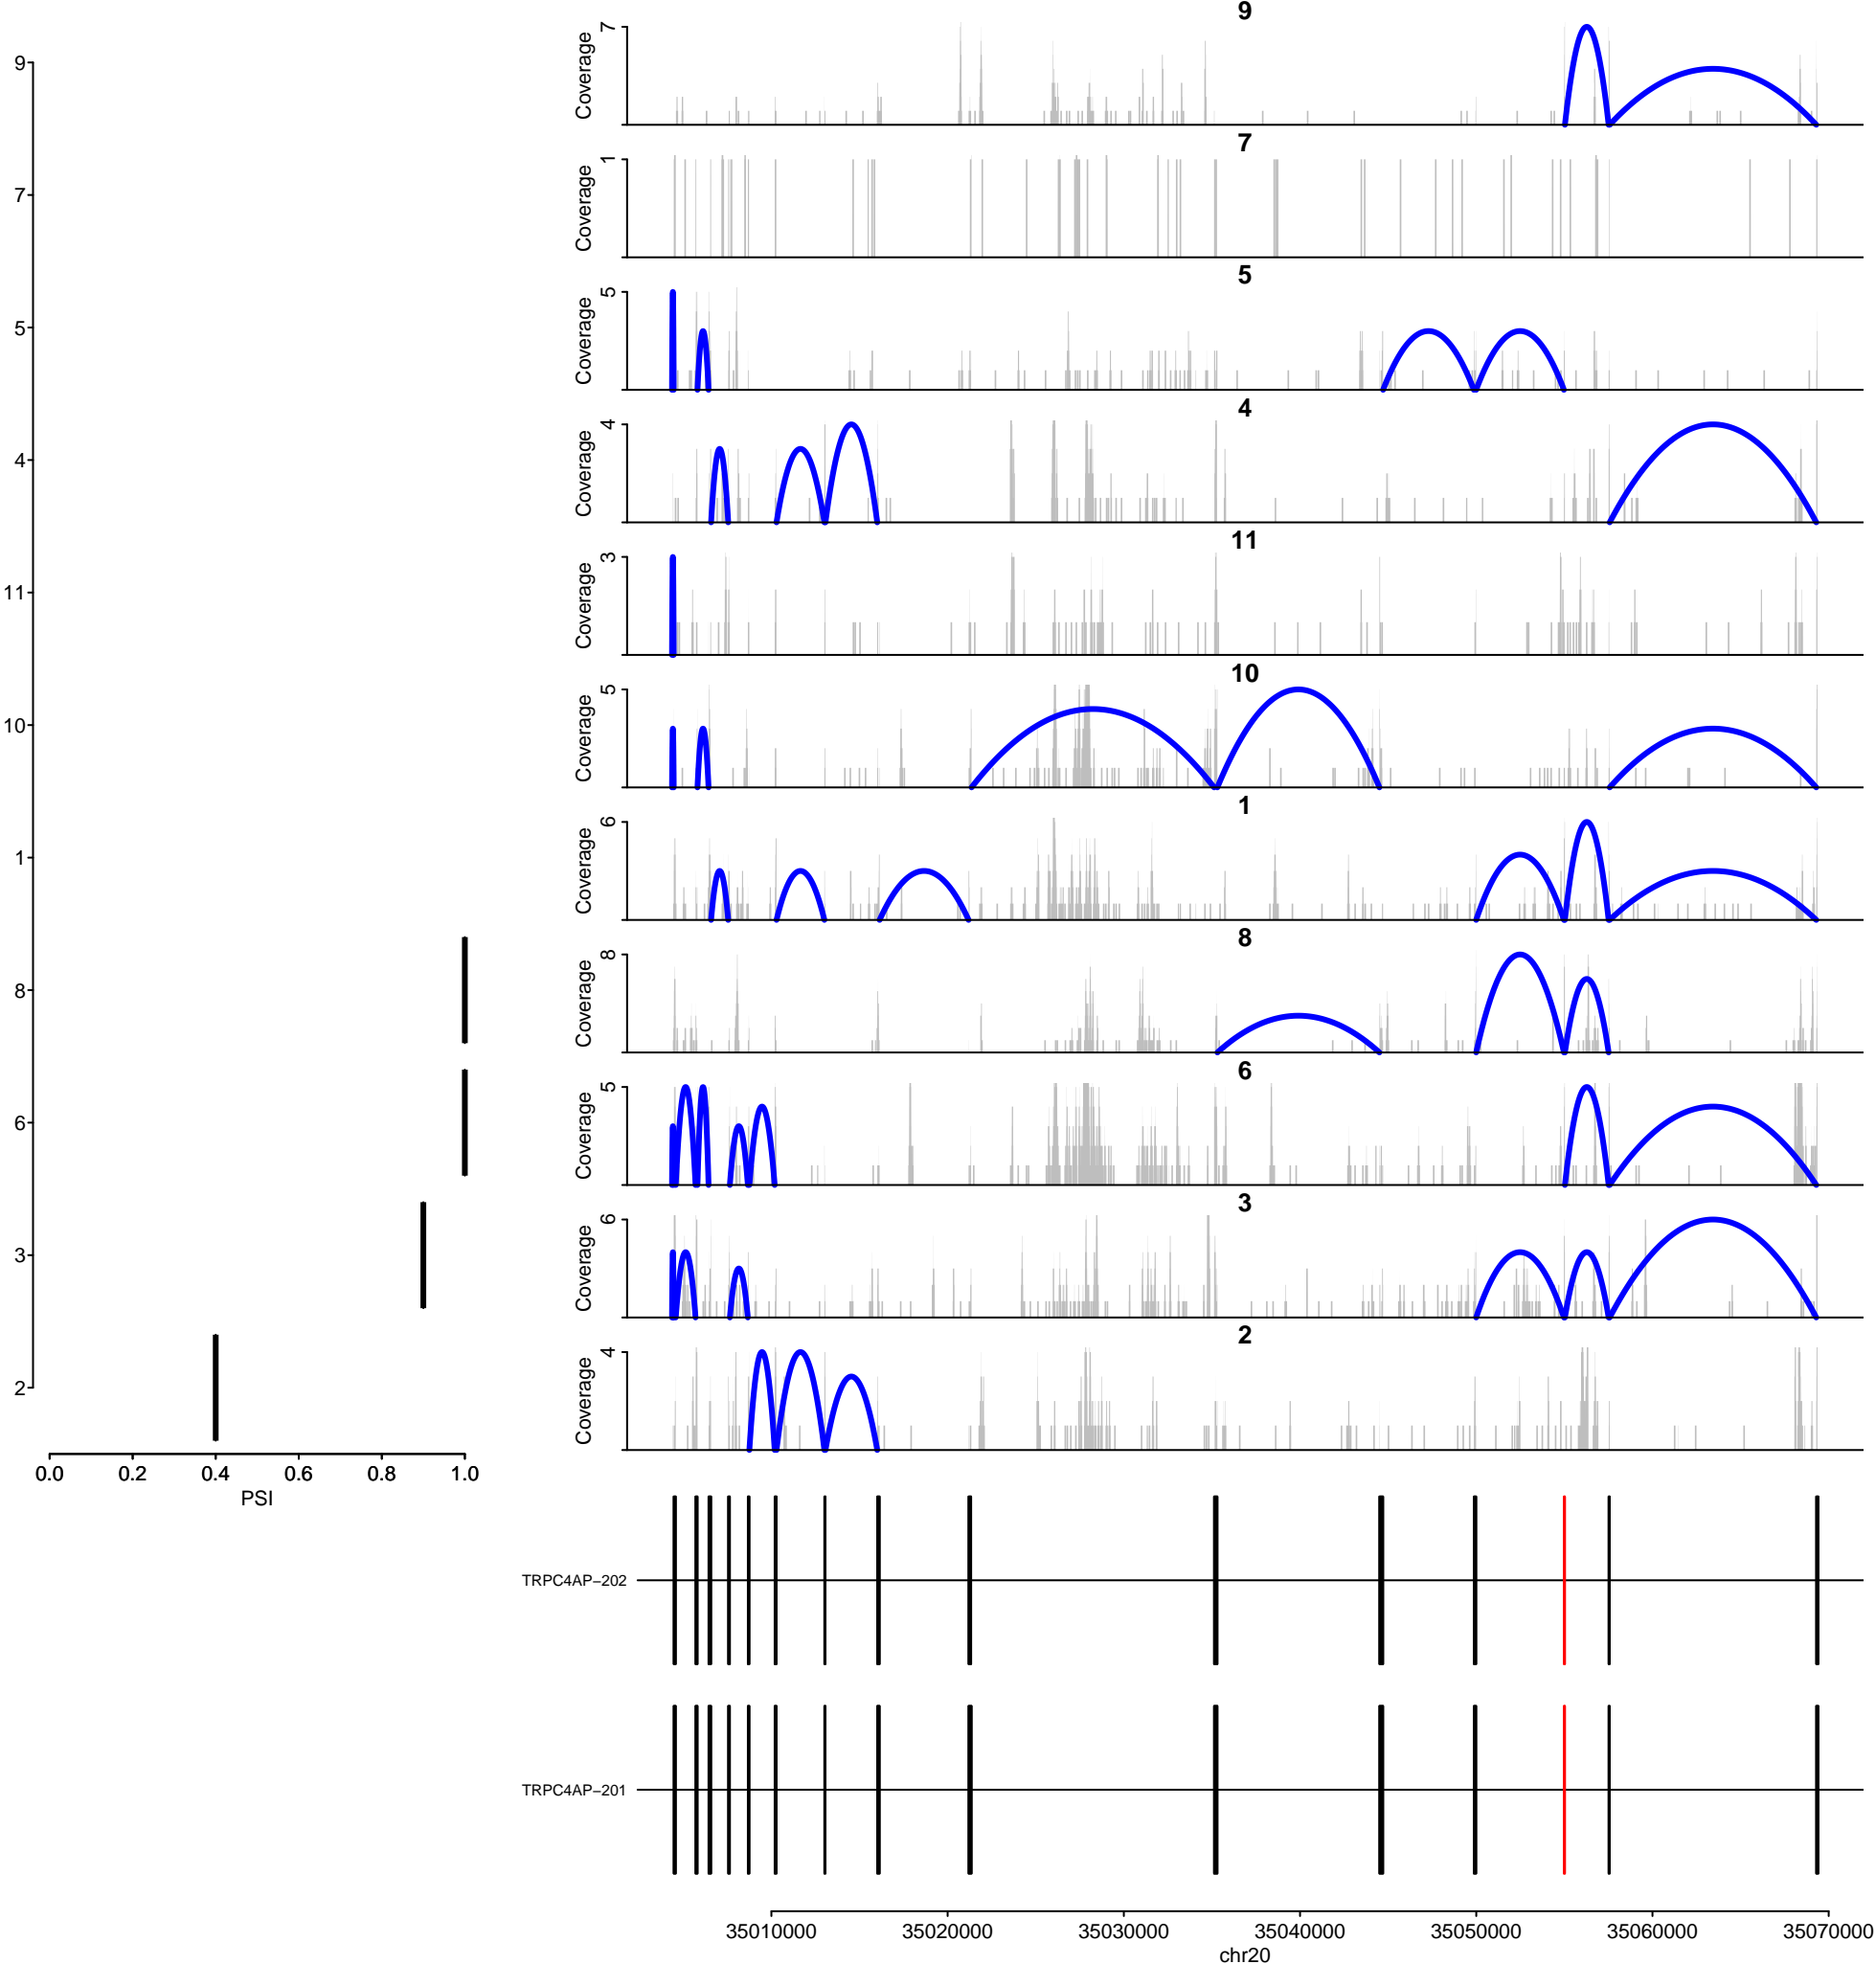 9
7
5
4
11
10
1
8
6
3
2
0.0 0.2 0.4 0.6 0.8 1.0
PSI
9
Coverage 7
7
Coverage 1
5
Coverage 5
4
Coverage 4
11
Coverage 3
10
Coverage 5
1
Coverage 6
8
Coverage 8
6
Coverage 5
3
Coverage 6
2
Coverage 4
TRPC4AP−202
TRPC4AP−201
35010000 35020000 35030000 35040000 35050000 35060000 35070000
chr20